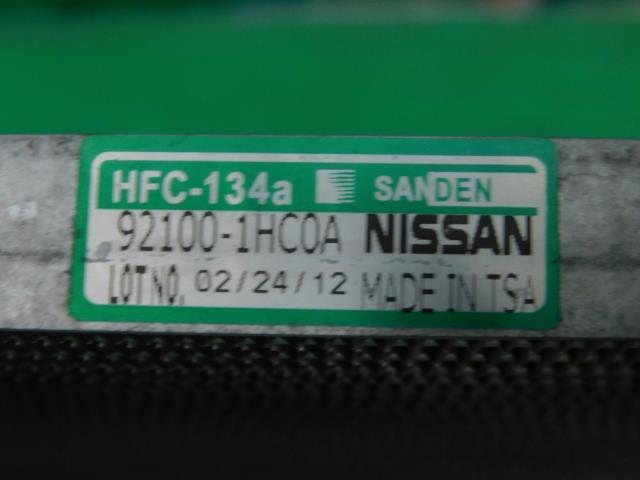 HFC-134a SANDEN
92100-1HC0A NISSAN
LOT NO. 02/24/12 MADE IN TSA